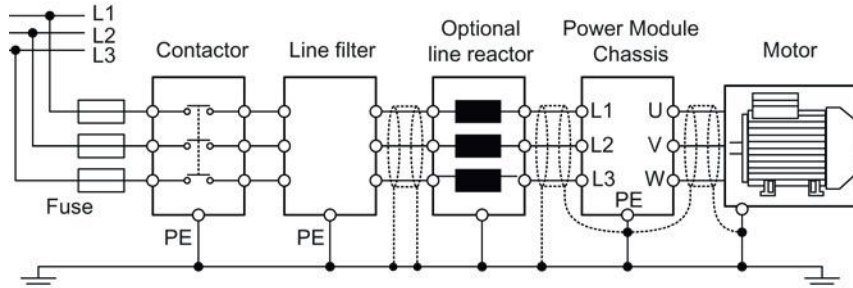 L1
L2
L3
Contactor
Line filter
Optional
line reactor
Power Module
Chassis
Motor
L1
U
L2
V
L3
W
Fuse
PE
PE
PE